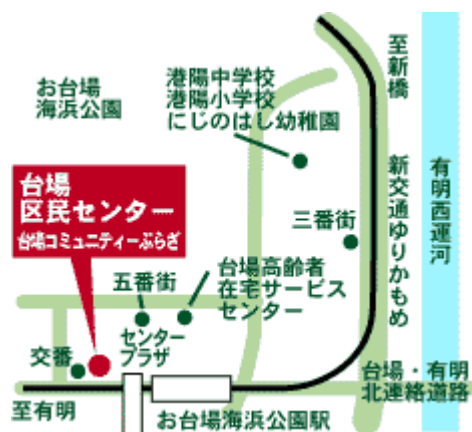 お台場
海浜公園
港陽中学校
港陽小学校
にじのはし幼稚園
至新橋
新交通ゆりかもめ
有明西運河
台場
区民センター
台場コミュニティーぷらざ
三番街
五番街
台場高齢者
在宅サービス
センター
センター
プラザ
交番
台場・有明
北連絡道路
至有明
お台場海浜公園駅